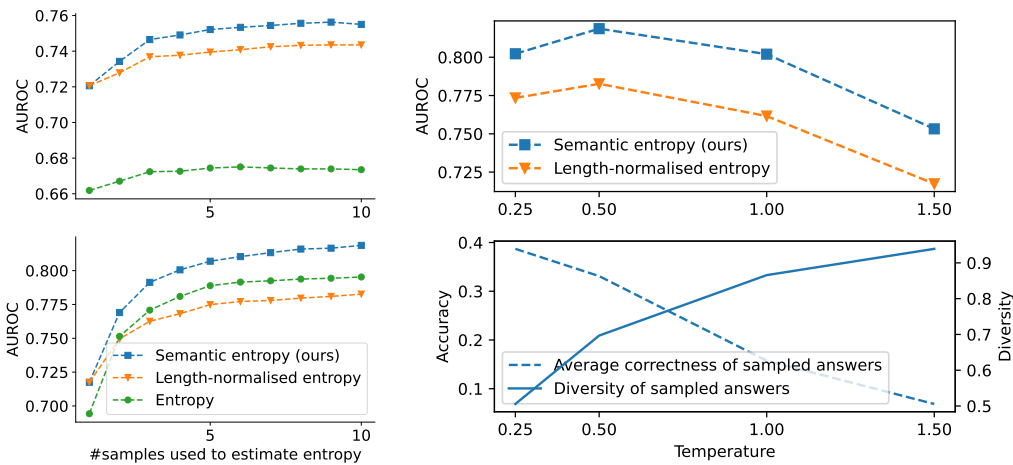 0.76
0.74
0.72
0.70
0.68
0.66
AUROC
5
10
0.800
0.775
0.750
0.725
AUROC
Semantic entropy (ours)
Length-normalised entropy
0.25
0.50
1.00
1.50
0.800
0.775
0.750
0.725
0.700
AUROC
Semantic entropy (ours)
Length-normalised entropy
Entropy
5
10
#samples used to estimate entropy
0.4
0.3
0.2
0.1
Accuracy
Average correctness of sampled answers
Diversity of sampled answers
0.9
0.8
0.7
0.6
0.5
Diversity
0.25
0.50
1.00
1.50
Temperature